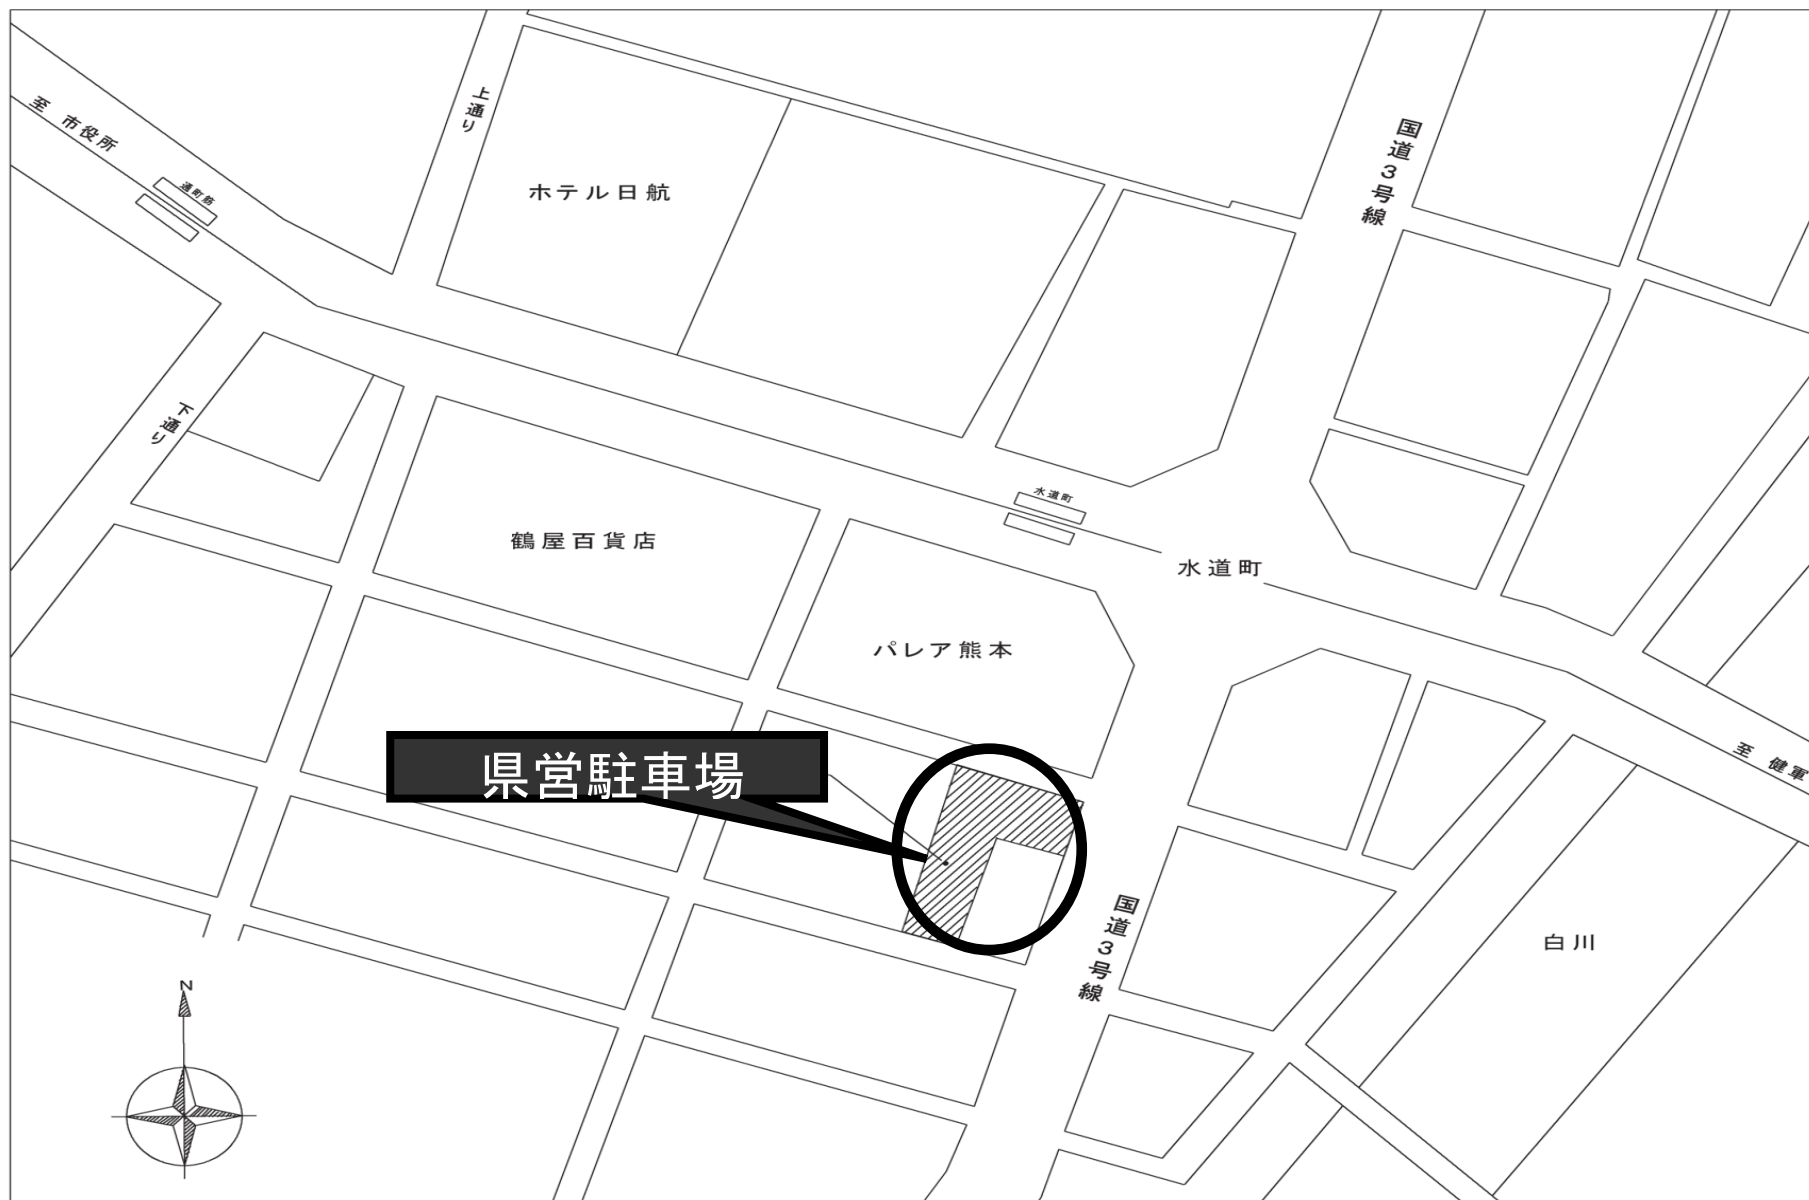 至 市役所
通町筋
上通り
ホテル日航
国道3号線
下通り
鶴屋百貨店
水道町
水道町
パレア熊本
県営駐車場
至 健軍
国道3号線
白川
N